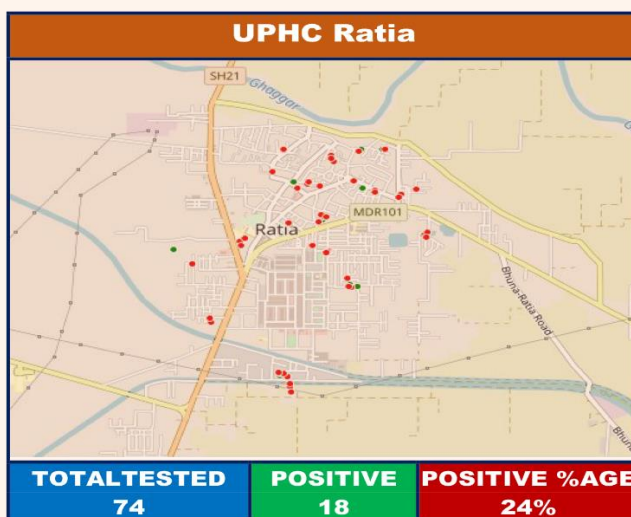 UPHC Ratia
SH21
Ghaggar
MDR101
Ratia
Bhuna-Ratia Road
TOTALTESTED
POSITIVE
POSITIVE %AGE
74
18
24%